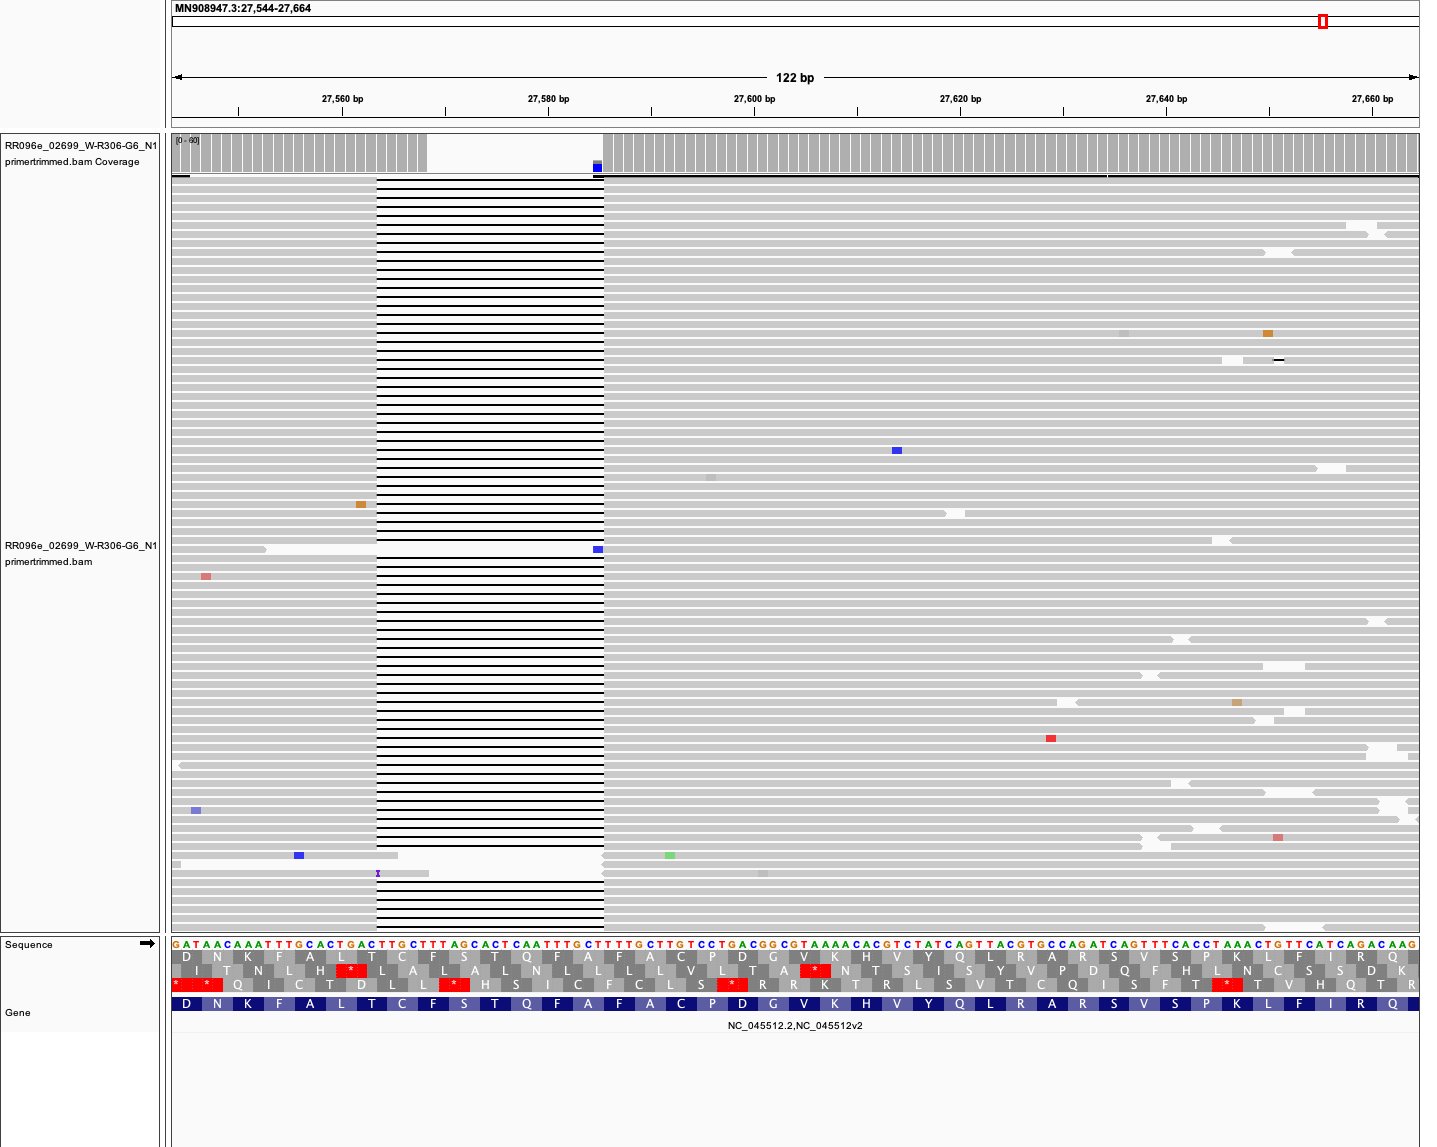 MN908947.3:27,544-27,664
122 bp
27,560 bp 27,580 bp 27,600 bp 27,620 bp 27,640 bp 27,660 bp
RR096e_02699_W-R306-G6_N1
primertrimmed.bam Coverage
[0 - 60]
RR096e_02699_W-R306-G6_N1
primertrimmed.bam
Sequence
GATAACAAATTTGCACTGACTTGCTTTAGCACTCAATTTGCTTTTGCTTGTCCTGACGGCGTAAAACACGTCTATCAGTTACGTGCCAGATCAGTTTCACCTAAACTGTTCATCAGACAAG
D N K F A L T C F S T Q F A F A C P D G V K H V Y Q L R A R S V S P K L F I R Q
I T N L H * L A L A L N L L L L V L T A * N T S I S Y V P D Q F H L N C S S D K
* * Q I C T D L L * H S I C F C L S * R R K T R L S V T C Q I S F T * T V H Q T R
Gene
D N K F A L T C F S T Q F A F A C P D G V K H V Y Q L R A R S V S P K L F I R Q
NC_045512.2,NC_045512v2